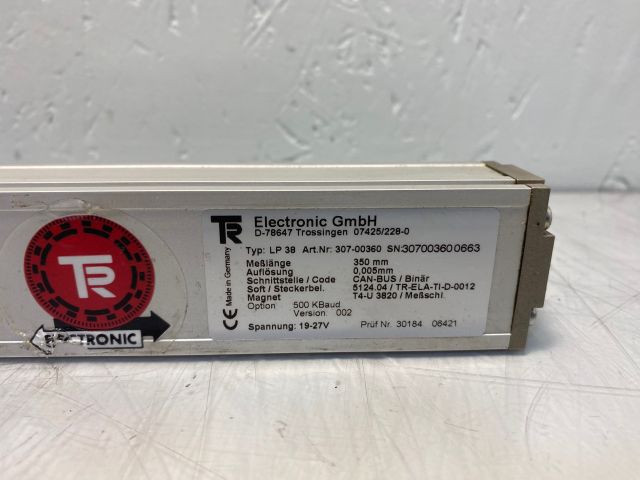 TR
Electronic GmbH
D-78647 Trossingen 07425/228-0
Typ: LP 38 Art.Nr: 307-00360 SN:307003600663
Meßlänge 350 mm
Auflösung 0,005mm
Schnittstelle / Code CAN-BUS / Binär
Soft / Steckerbel. 5124.04 / TR-ELA-TI-D-0012
Magnet T4-U 3820 / Meßschl.
Option 500 KBaud
Version: 002
Spannung: 19-27V Prüf Nr. 30184 06421
CE Made in Germany
TR
ELECTRONIC